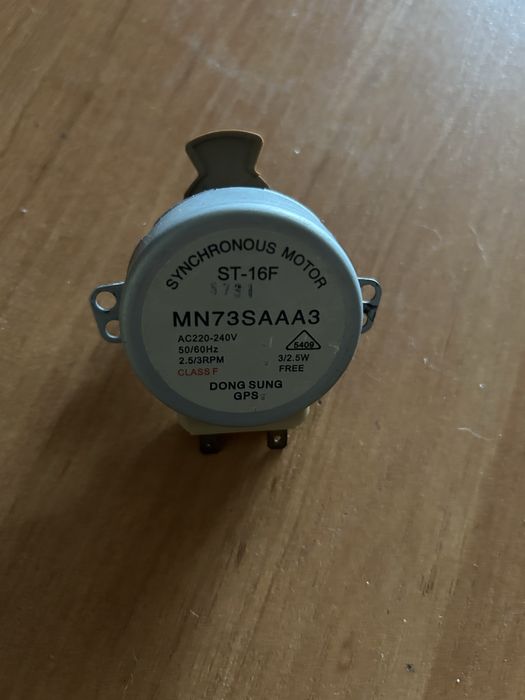 SYNCHRONOUS MOTOR
ST-16F
MN73SAAA3
AC220-240V
50/60Hz
5409
2.5/3RPM
3/2.5W
CLASS F
FREE
DONG SUNG
GPS